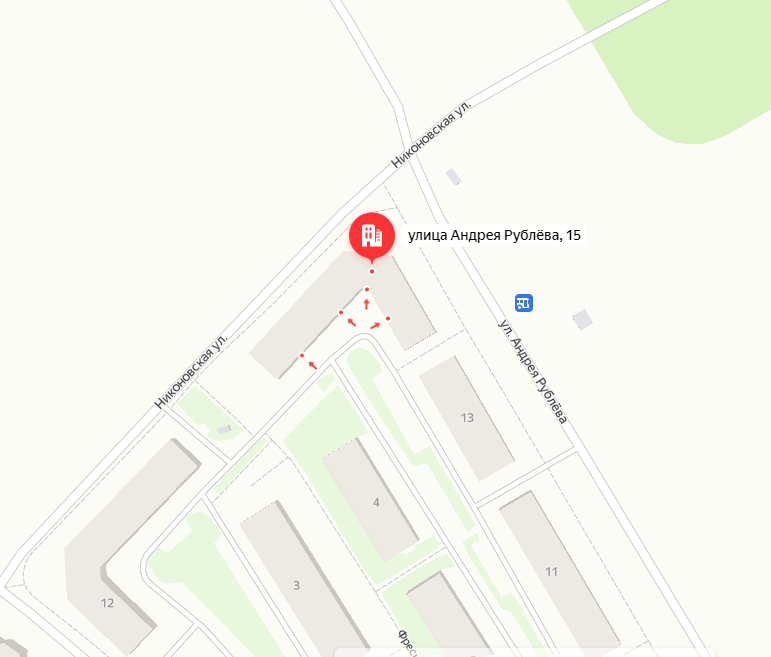 Никоновская ул.
улица Андрея Рублёва, 15
Никоновская ул.
ул. Андрея Рублёва
13
4
11
3
12